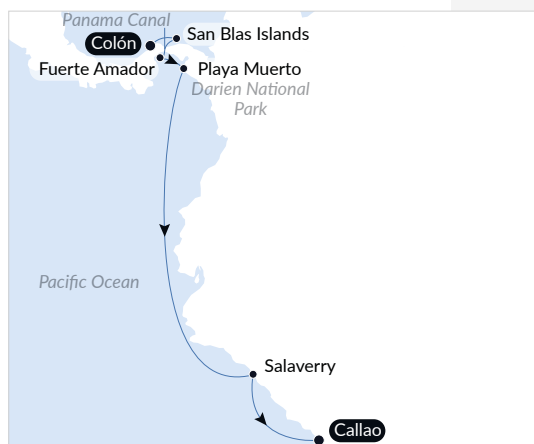 Panama Canal
San Blas Islands
Colón
Fuerte Amador
Playa Muerto
Darien National
Park
Pacific Ocean
Salaverry
Callao